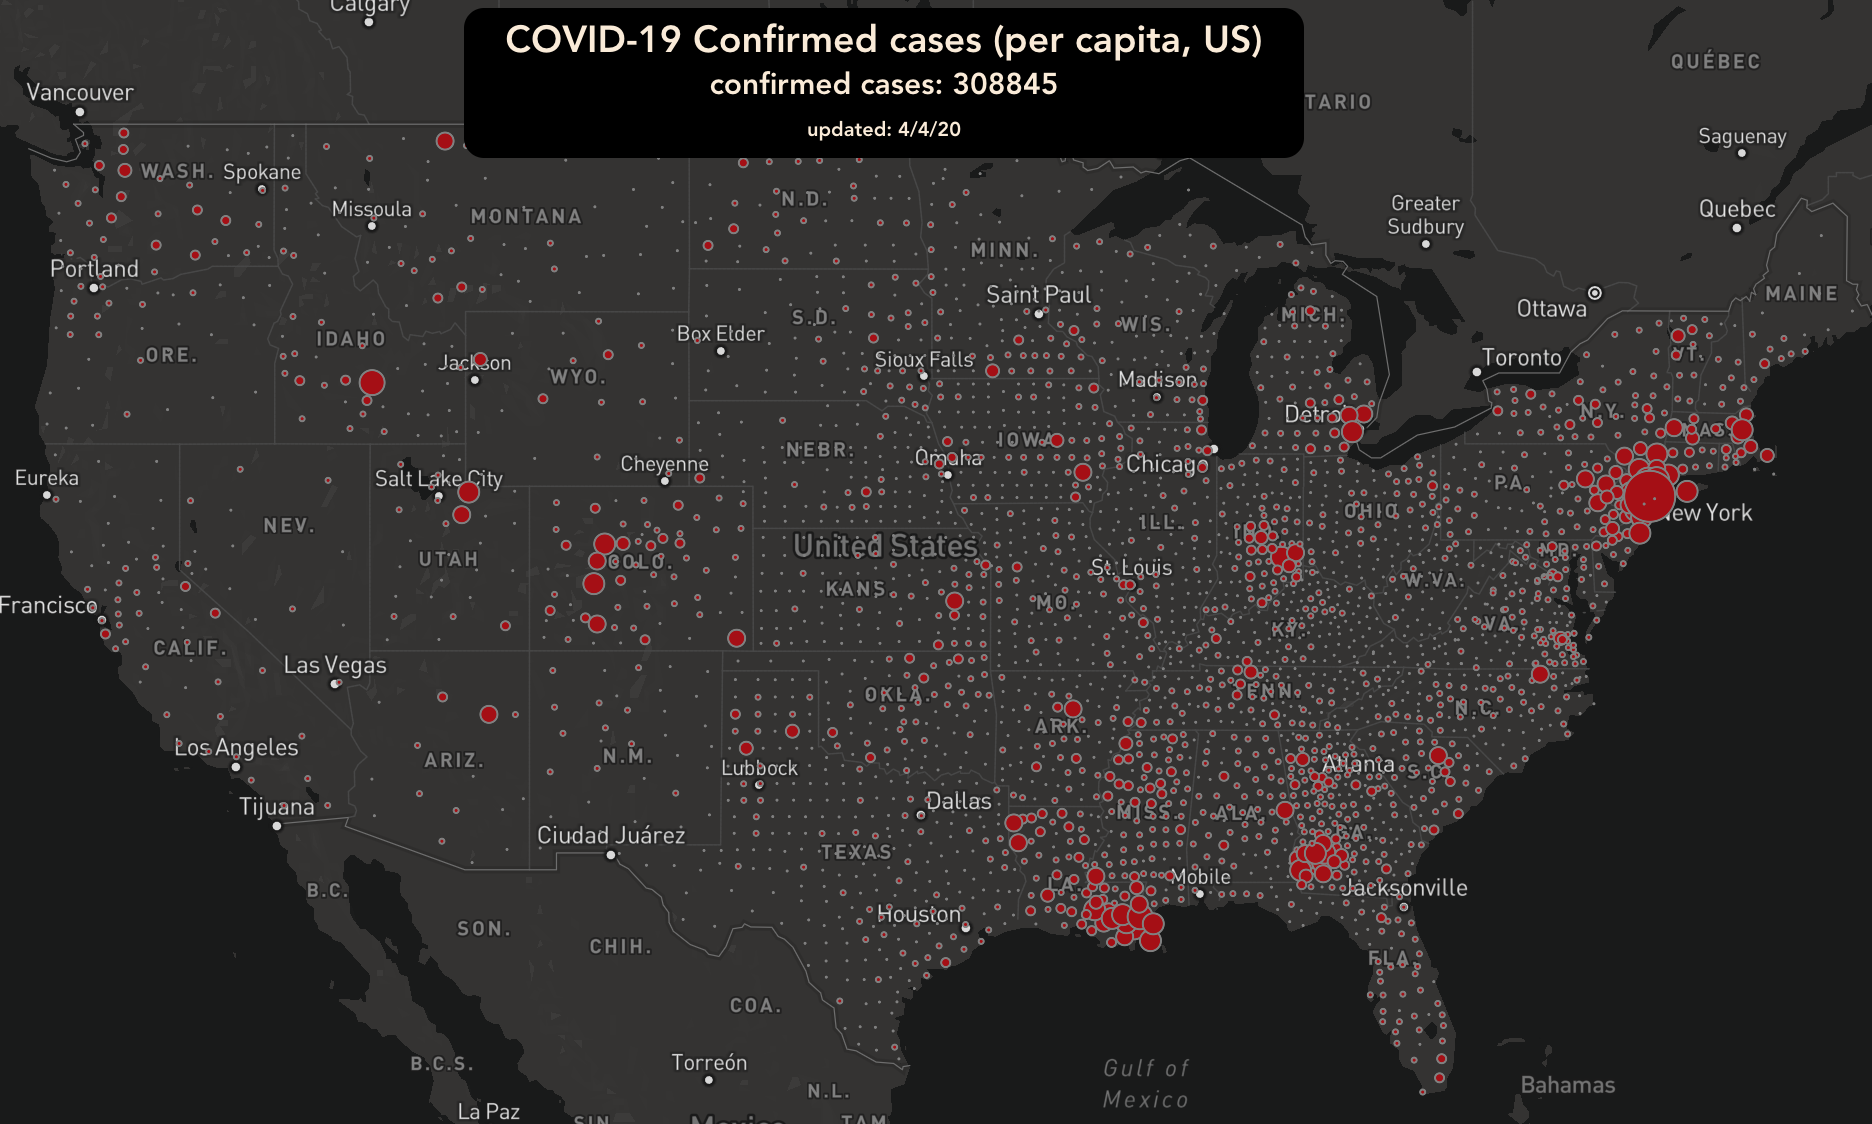 COVID-19 Confirmed cases (per capita, US)
confirmed cases: 308845
updated: 4/4/20
Calgary
QUÉBEC
Vancouver
TARIO
Saguenay
WASH.
Spokane
N.D.
Missoula
MONTANA
Greater
Sudbury
Quebec
MINN.
Portland
Saint Paul
Ottawa
MAINE
IDAHO
S.D.
WIS.
MICH.
Box Elder
ORE.
Jackson
WYO.
Sioux Falls
Toronto
VT.
Madison
Detro
N.Y.
MASS
NEBR.
IOWA
Omaha
Chicag
Cheyenne
Eureka
Salt Lake City
PA.
NEV.
ILL.
OHIO
New York
United States
UTAH
COLO.
St. Louis
MD.
KANS.
MO.
W.VA.
Francisco
CALIF.
KY.
VA.
Las Vegas
OKLA.
TENN.
N.C.
ARK.
Los Angeles
ARIZ.
N.M.
Lubbock
Atlanta
S.C.
Tijuana
Dallas
MISS.
ALA.
GA.
Ciudad Juárez
TEXAS
B.C.
LA.
Mobile
Jacksonville
Houston
SON.
CHIH.
FLA.
COA.
B.C.S.
Torreón
Gulf of
Mexico
Bahamas
N.L.
La Paz
SIN.
Mexico
TAM.